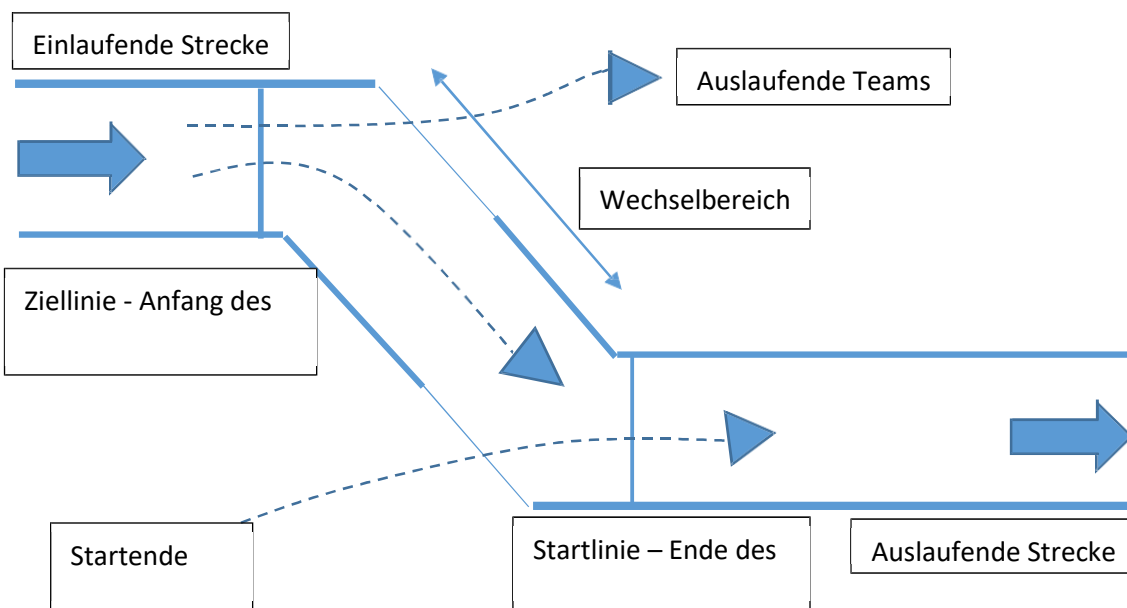 Einlaufende Strecke
Auslaufende Teams
Wechselbereich
Ziellinie - Anfang des
Startende
Startlinie – Ende des
Auslaufende Strecke